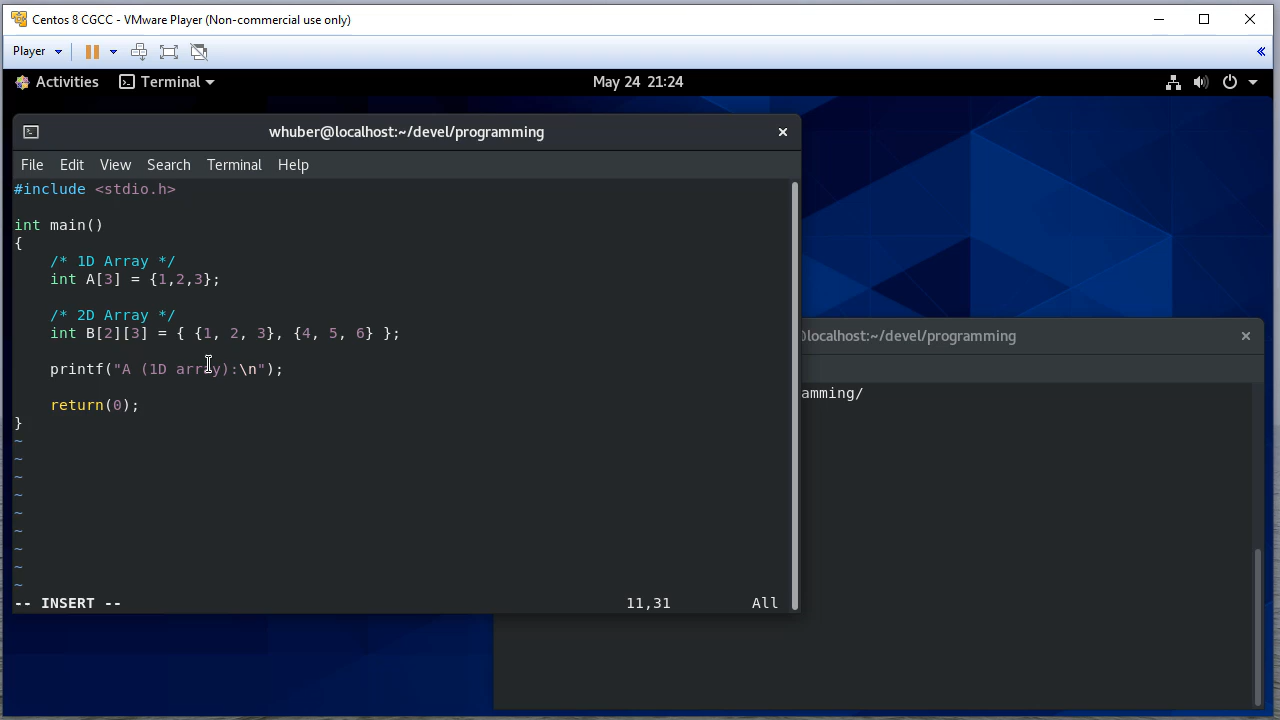 Centos 8 CGCC - VMware Player (Non-commercial use only)
Player
Activities Terminal May 24 21:24
whuber@localhost:~/devel/programming
File Edit View Search Terminal Help
#include <stdio.h>
int main()
{
/* 1D Array */
int A[3] = {1,2,3};
/* 2D Array */
int B[2][3] = { {1, 2, 3}, {4, 5, 6} };
printf("A (1D array):\n");
return(0);
}
~
~
~
~
~
~
~
~
~
-- INSERT -- 11,31 All
@localhost:~/devel/programming
amming/